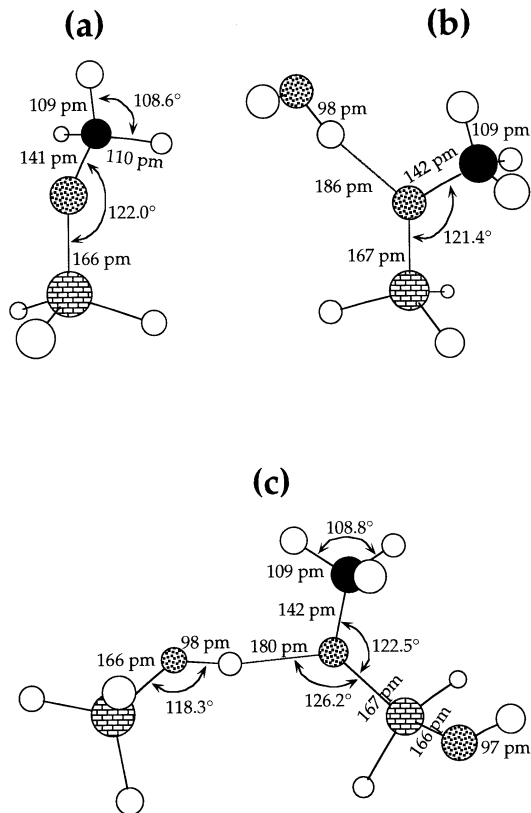 (a)
109 pm
108.6°
141 pm
110 pm
122.0°
166 pm
(b)
98 pm
109 pm
142 pm
186 pm
121.4°
167 pm
(c)
108.8°
109 pm
142 pm
98 pm
180 pm
122.5°
166 pm
118.3°
126.2°
167 pm
166 pm
97 pm